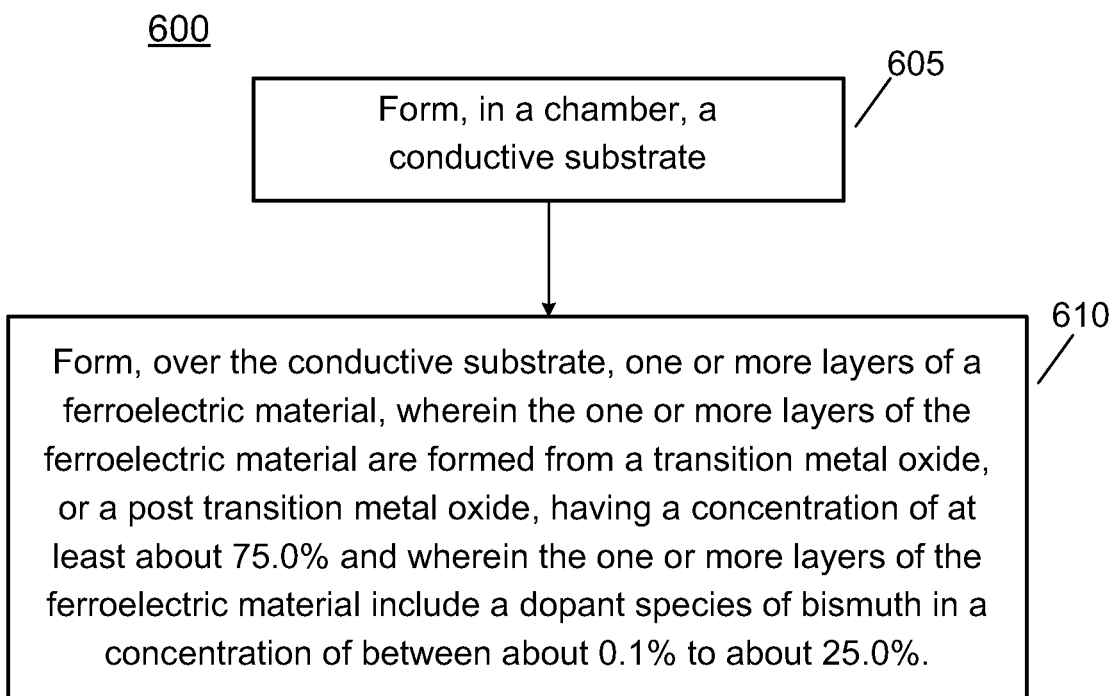 600
605
Form, in a chamber, a
conductive substrate
610
Form, over the conductive substrate, one or more layers of a
ferroelectric material, wherein the one or more layers of the
ferroelectric material are formed from a transition metal oxide,
or a post transition metal oxide, having a concentration of at
least about 75.0% and wherein the one or more layers of the
ferroelectric material include a dopant species of bismuth in a
concentration of between about 0.1% to about 25.0%.